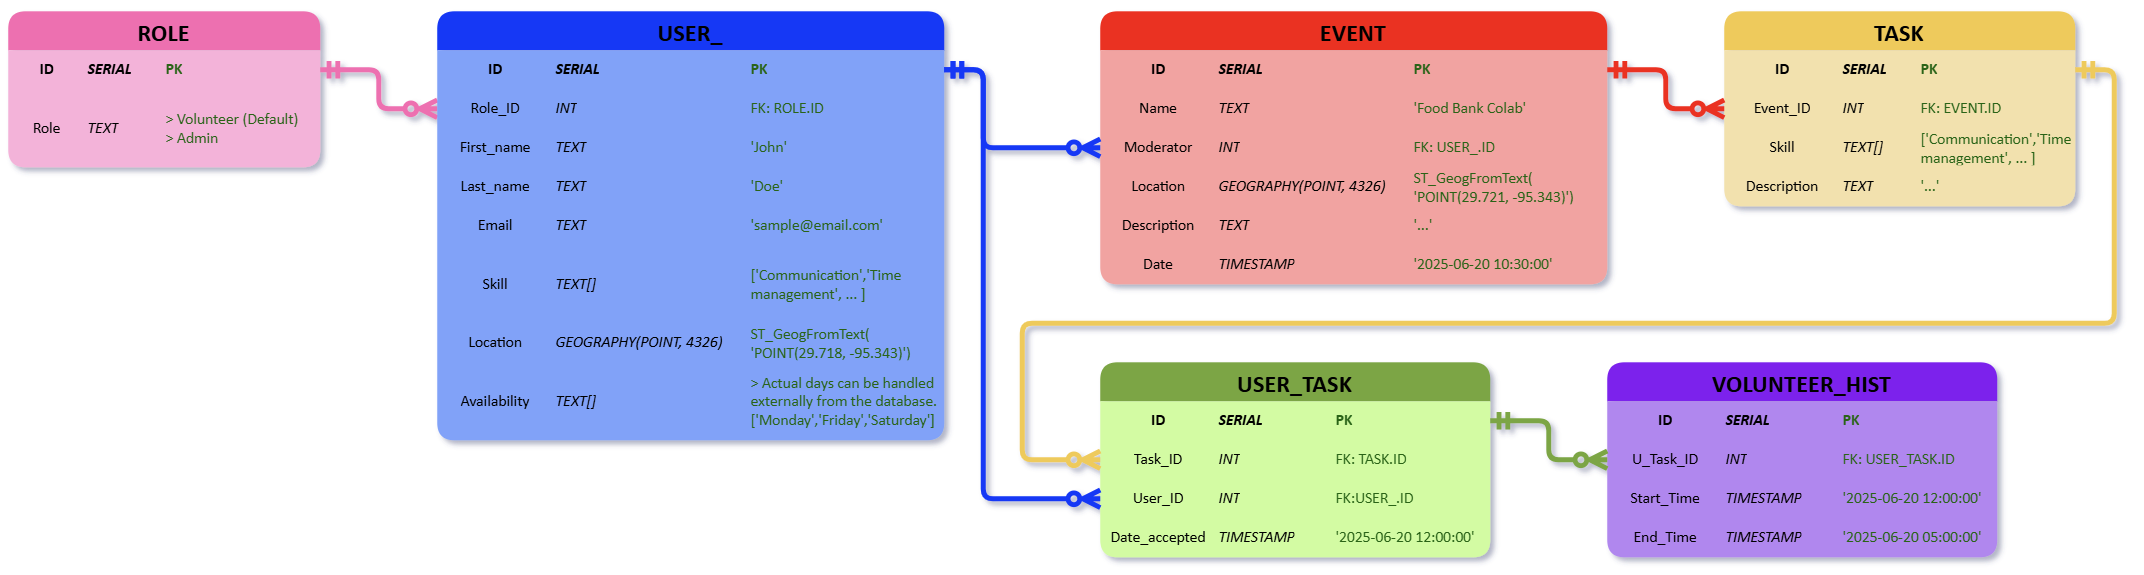 ROLE
ID SERIAL PK
Role TEXT > Volunteer (Default)
> Admin
USER_
ID SERIAL PK
Role_ID INT FK: ROLE.ID
First_name TEXT 'John'
Last_name TEXT 'Doe'
Email TEXT 'sample@email.com'
Skill TEXT[] ['Communication','Time
management', ... ]
Location GEOGRAPHY(POINT, 4326) ST_GeogFromText(
'POINT(29.718, -95.343)')
Availability TEXT[] > Actual days can be handled
externally from the database.
['Monday','Friday','Saturday']
EVENT
ID SERIAL PK
Name TEXT 'Food Bank Colab'
Moderator INT FK: USER_.ID
Location GEOGRAPHY(POINT, 4326) ST_GeogFromText(
'POINT(29.721, -95.343)')
Description TEXT '...'
Date TIMESTAMP '2025-06-20 10:30:00'
TASK
ID SERIAL PK
Event_ID INT FK: EVENT.ID
Skill TEXT[] ['Communication','Time
management', ... ]
Description TEXT '...'
USER_TASK
ID SERIAL PK
Task_ID INT FK: TASK.ID
User_ID INT FK:USER_.ID
Date_accepted TIMESTAMP '2025-06-20 12:00:00'
VOLUNTEER_HIST
ID SERIAL PK
U_Task_ID INT FK: USER_TASK.ID
Start_Time TIMESTAMP '2025-06-20 12:00:00'
End_Time TIMESTAMP '2025-06-20 05:00:00'